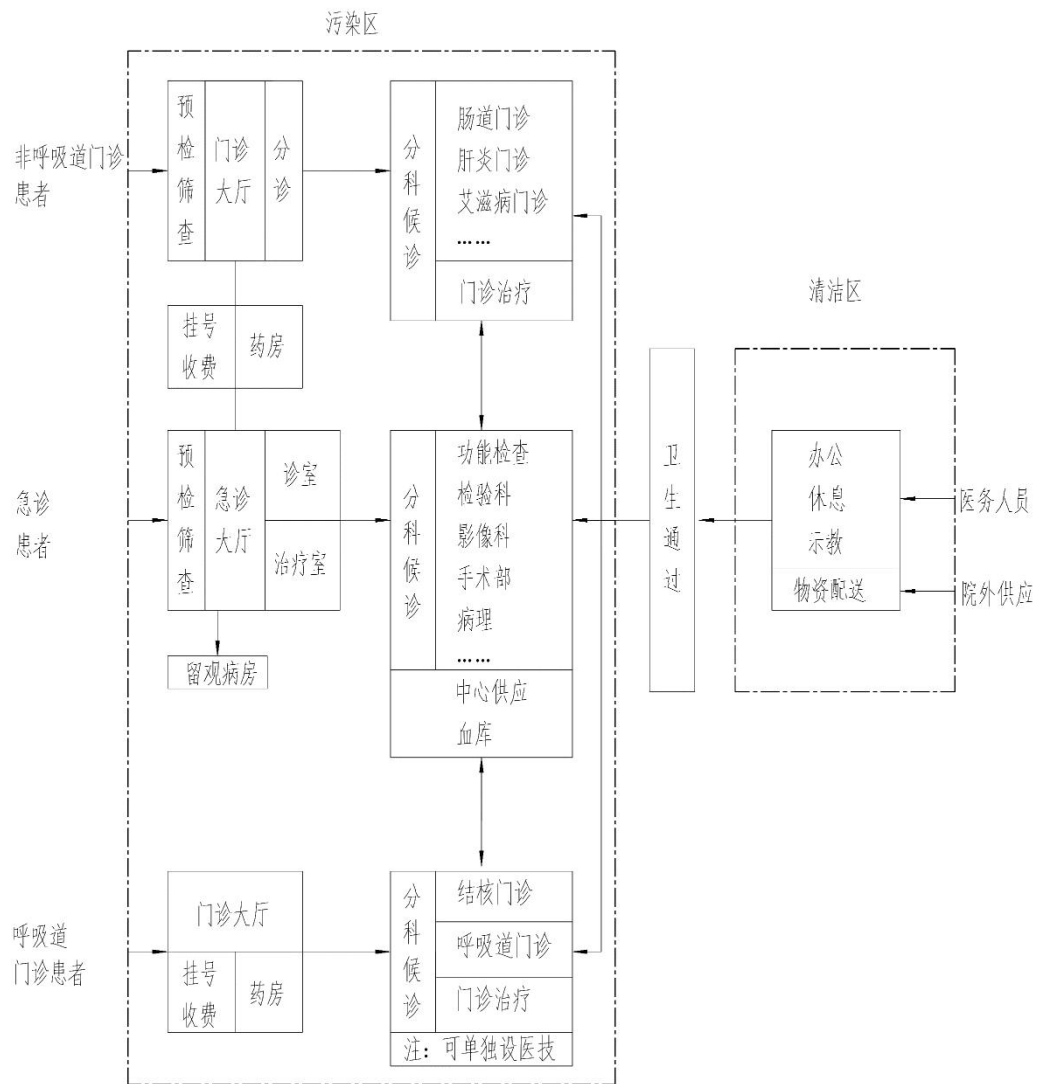 污染区
非呼吸道门诊
患者
预检筛查
门诊
大厅
分诊
分科候诊
肠道门诊
肝炎门诊
艾滋病门诊
……
门诊治疗
挂号
收费
药房
急诊
患者
预检筛查
急诊
大厅
诊室
治疗室
留观病房
分科候诊
功能检查
检验科
影像科
手术部
病理
……
中心供应
血库
卫生通过
清洁区
办公
休息
示教
物资配送
医务人员
院外供应
呼吸道
门诊患者
门诊大厅
挂号
收费
药房
分科候诊
结核门诊
呼吸道门诊
门诊治疗
注：可单独设医技